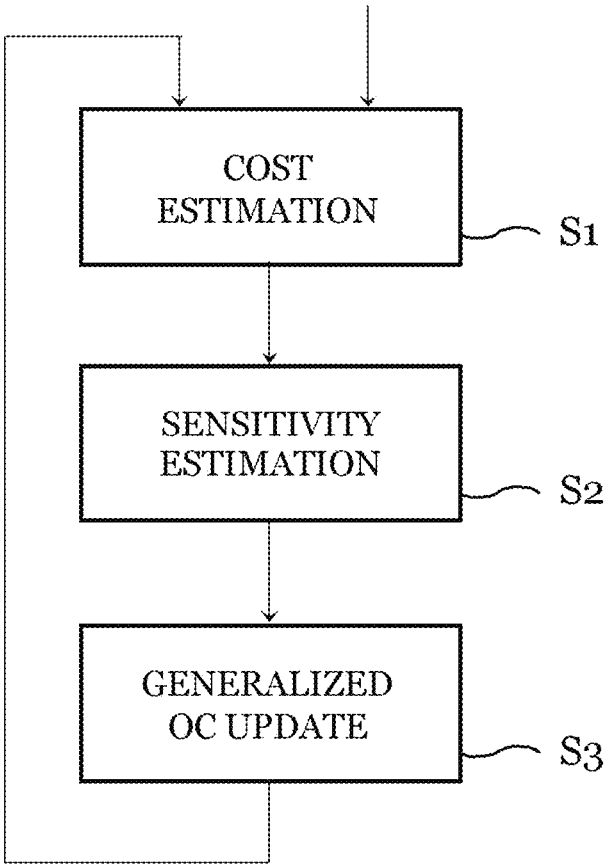 COST
ESTIMATION
S1
SENSITIVITY
ESTIMATION
S2
GENERALIZED
OC UPDATE
S3